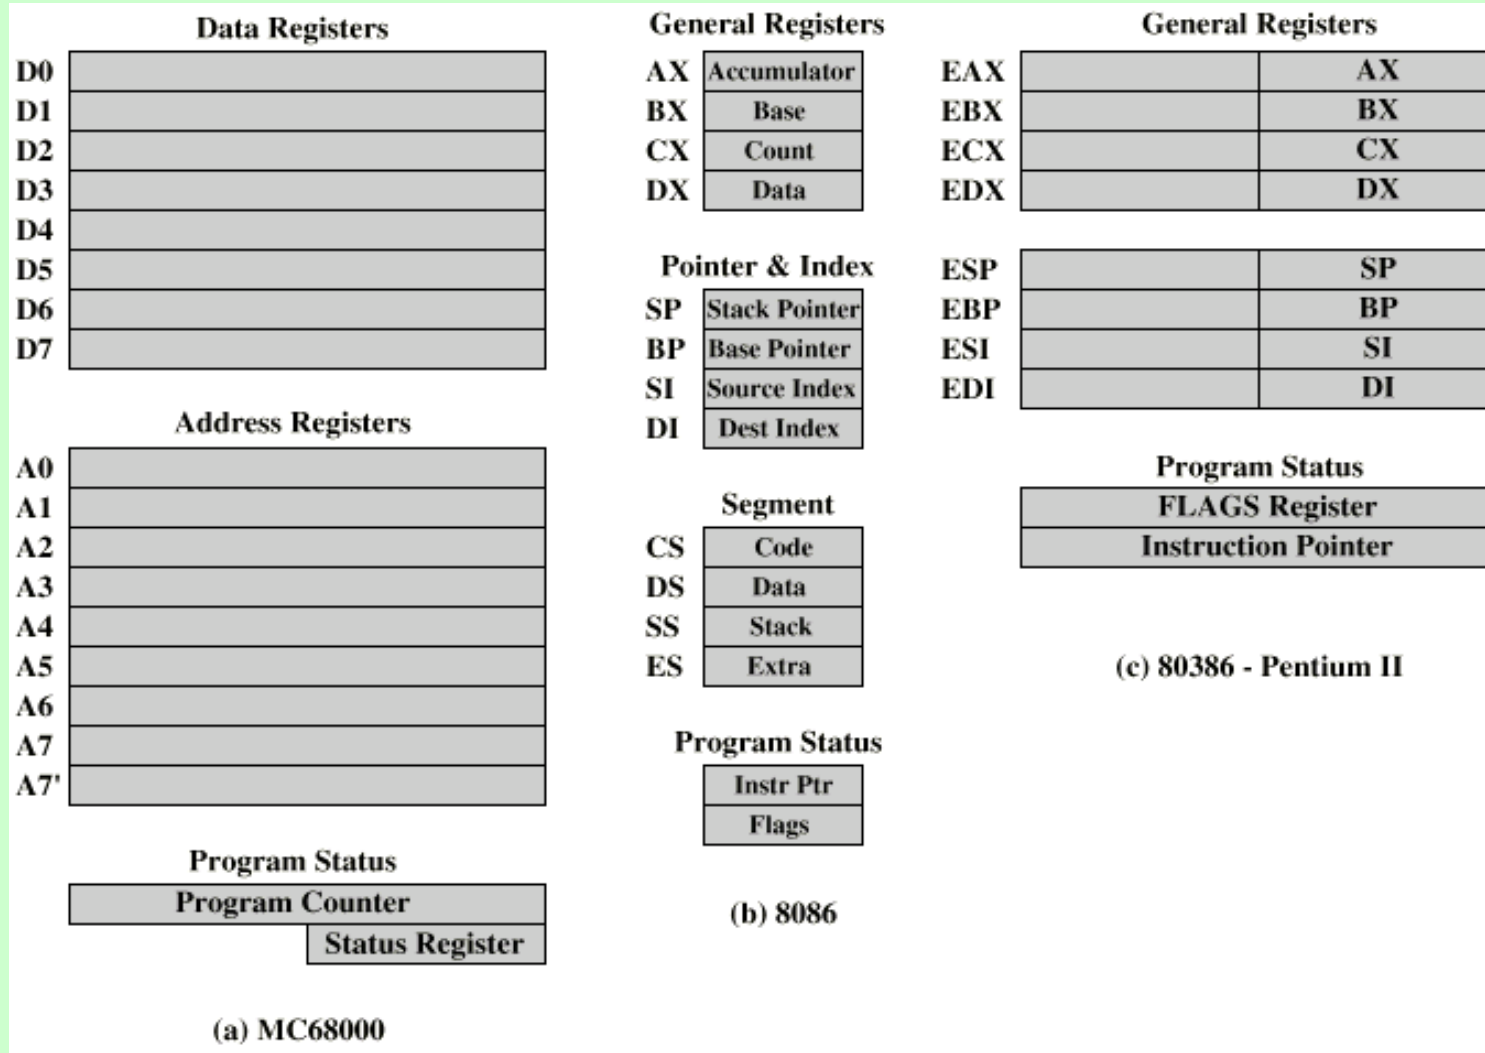 Data Registers
D0
D1
D2
D3
D4
D5
D6
D7
Address Registers
A0
A1
A2
A3
A4
A5
A6
A7
A7'
Program Status
Program Counter
Status Register
(a) MC68000
General Registers
AX Accumulator
BX Base
CX Count
DX Data
Pointer & Index
SP Stack Pointer
BP Base Pointer
SI Source Index
DI Dest Index
Segment
CS Code
DS Data
SS Stack
ES Extra
Program Status
Instr Ptr
Flags
(b) 8086
General Registers
EAX AX
EBX BX
ECX CX
EDX DX
ESP SP
EBP BP
ESI SI
EDI DI
Program Status
FLAGS Register
Instruction Pointer
(c) 80386 - Pentium II